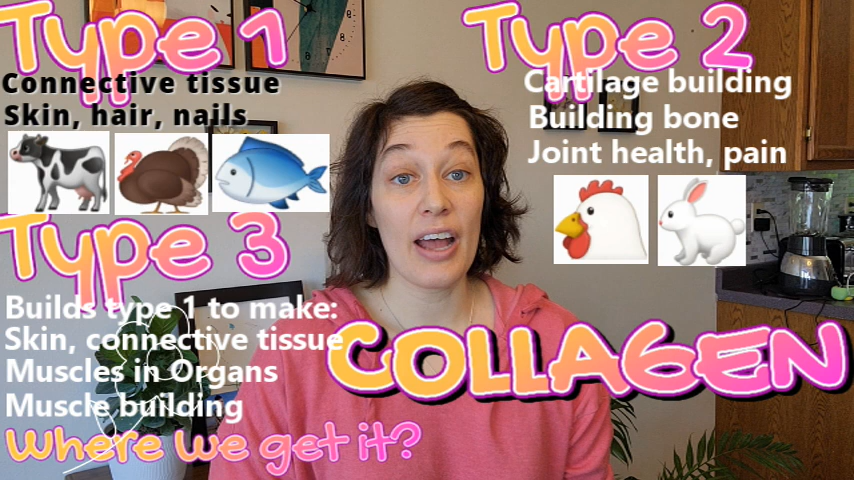 Type 1
Connective tissue
Skin, hair, nails
Type 2
Cartilage building
Building bone
Joint health, pain
Type 3
Builds type 1 to make:
Skin, connective tissue
Muscles in Organs
Muscle building
Where we get it?
COLLAGEN